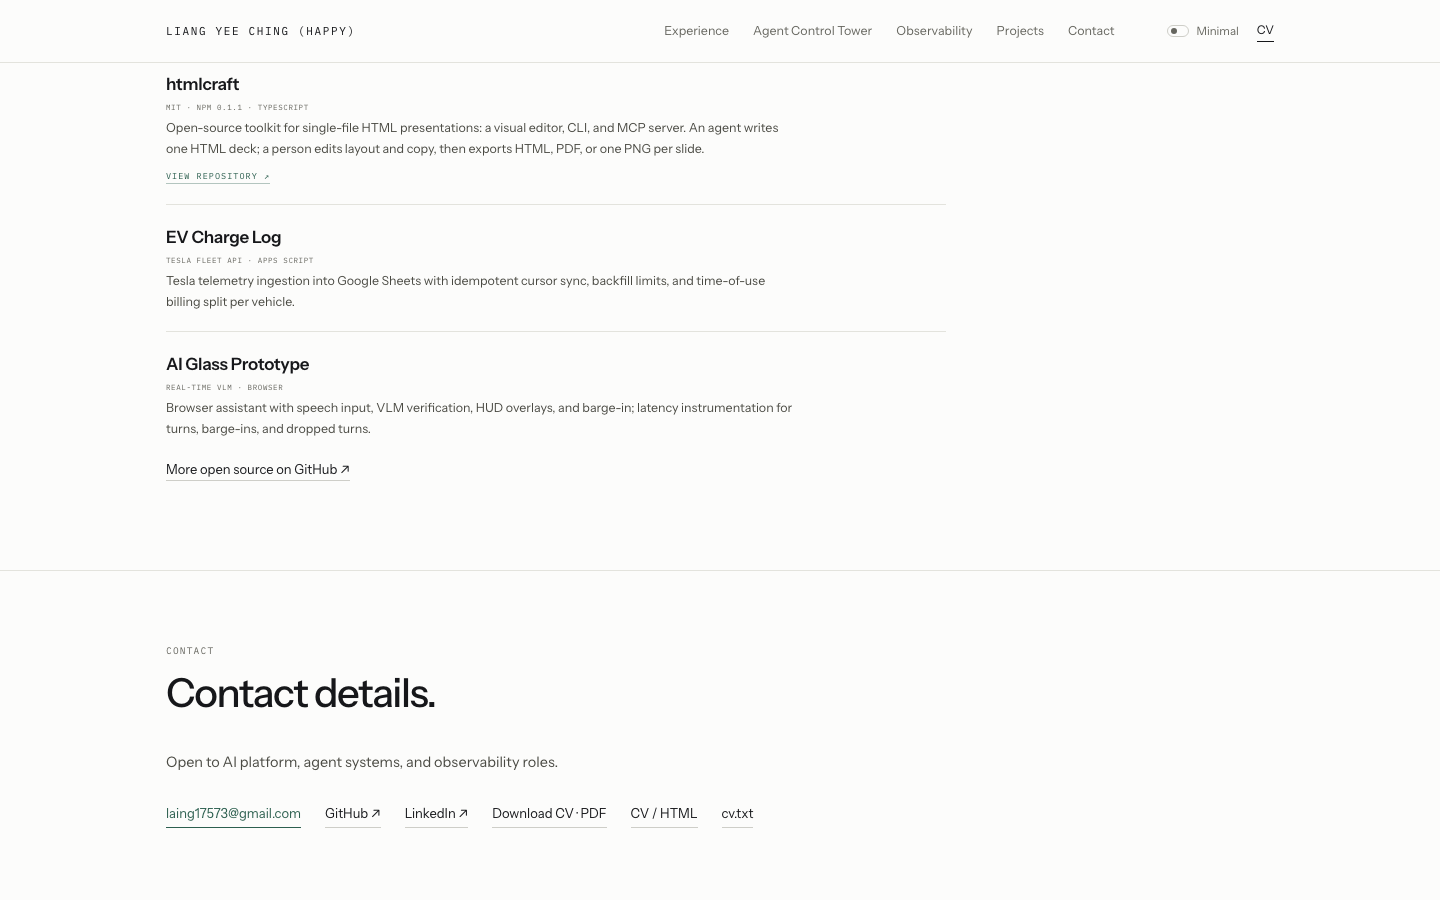 LIANG YEE CHING (HAPPY)
Experience
Agent Control Tower
Observability
Projects
Contact
Minimal
CV
htmlcraft
MIT · NPM 0.1.1 · TYPESCRIPT
Open-source toolkit for single-file HTML presentations: a visual editor, CLI, and MCP server. An agent writes
one HTML deck; a person edits layout and copy, then exports HTML, PDF, or one PNG per slide.
VIEW REPOSITORY ↗
EV Charge Log
TESLA FLEET API · APPS SCRIPT
Tesla telemetry ingestion into Google Sheets with idempotent cursor sync, backfill limits, and time-of-use
billing split per vehicle.
AI Glass Prototype
REAL-TIME VLM · BROWSER
Browser assistant with speech input, VLM verification, HUD overlays, and barge-in; latency instrumentation for
turns, barge-ins, and dropped turns.
More open source on GitHub ↗
CONTACT
Contact details.
Open to AI platform, agent systems, and observability roles.
laing17573@gmail.com
GitHub ↗
LinkedIn ↗
Download CV · PDF
CV / HTML
cv.txt